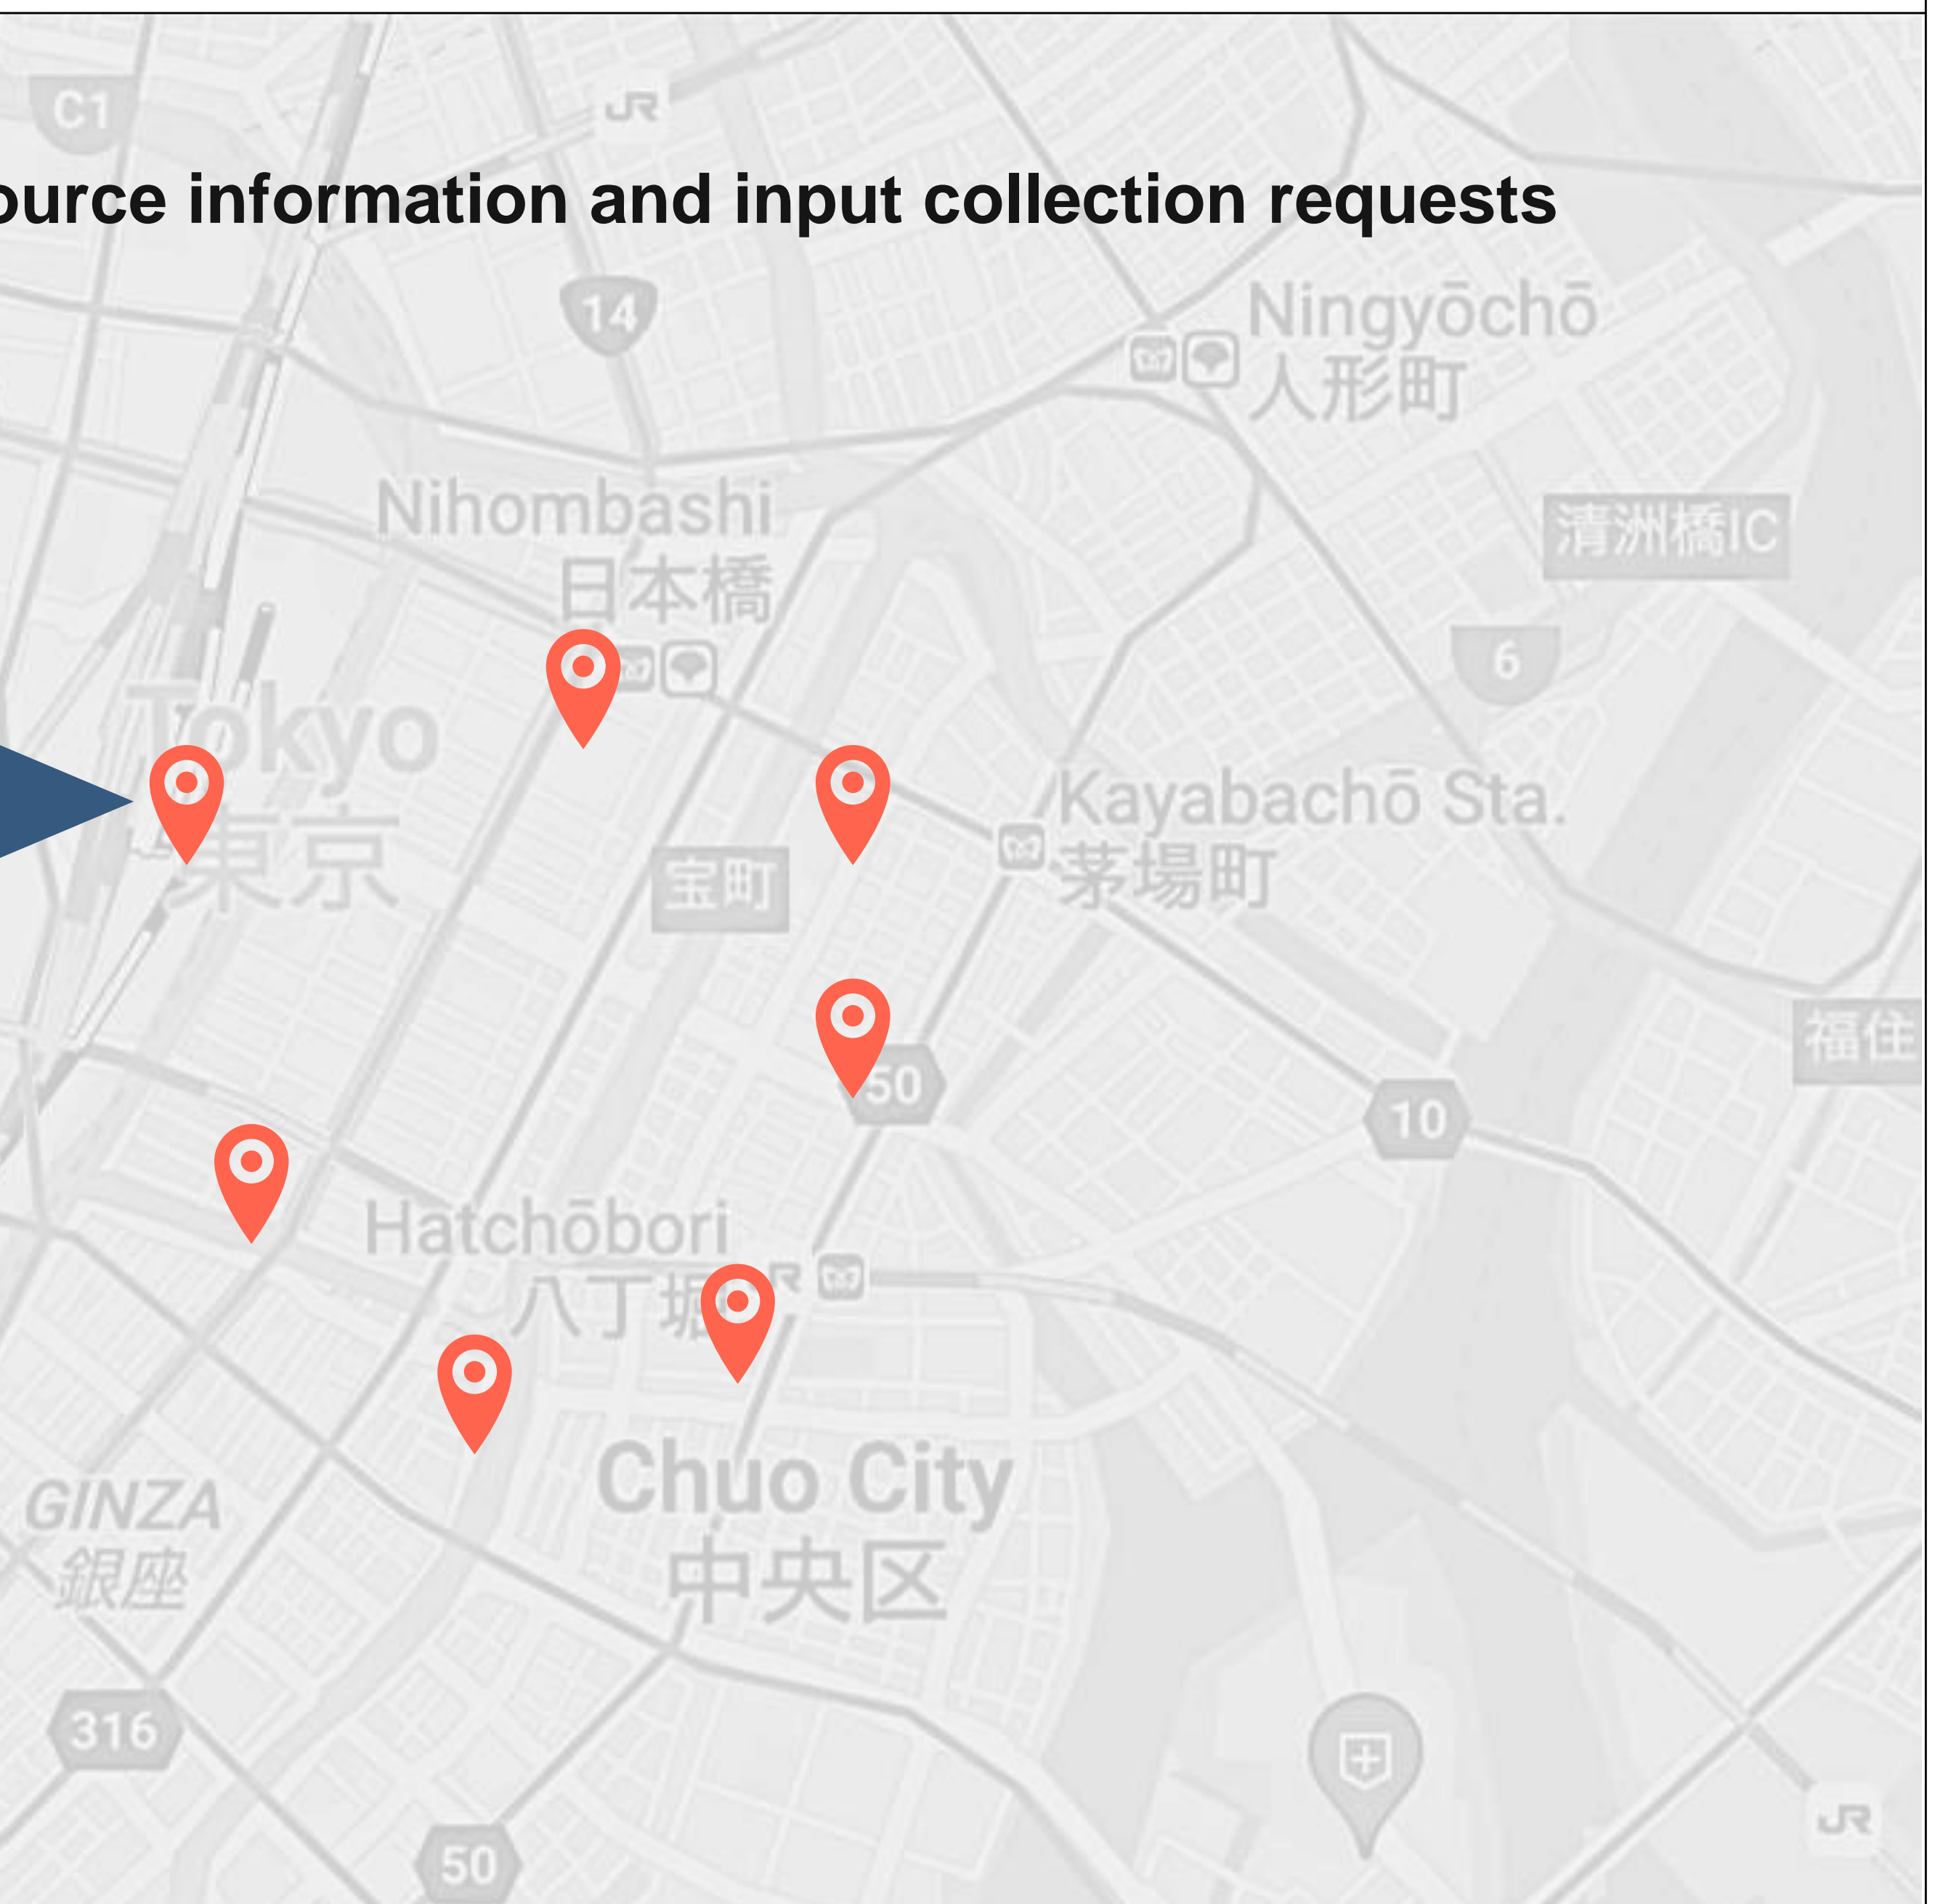 C1
JR
ource information and input collection requests
14
Ningyōchō
人形町
Nihombashi
日本橋
清洲橋IC
6
Tokyo
東京
Kayabachō Sta.
茅場町
宝町
福住
50
10
Hatchōbori
八丁堀
R
Chuo City
中央区
GINZA
銀座
316
JR
50